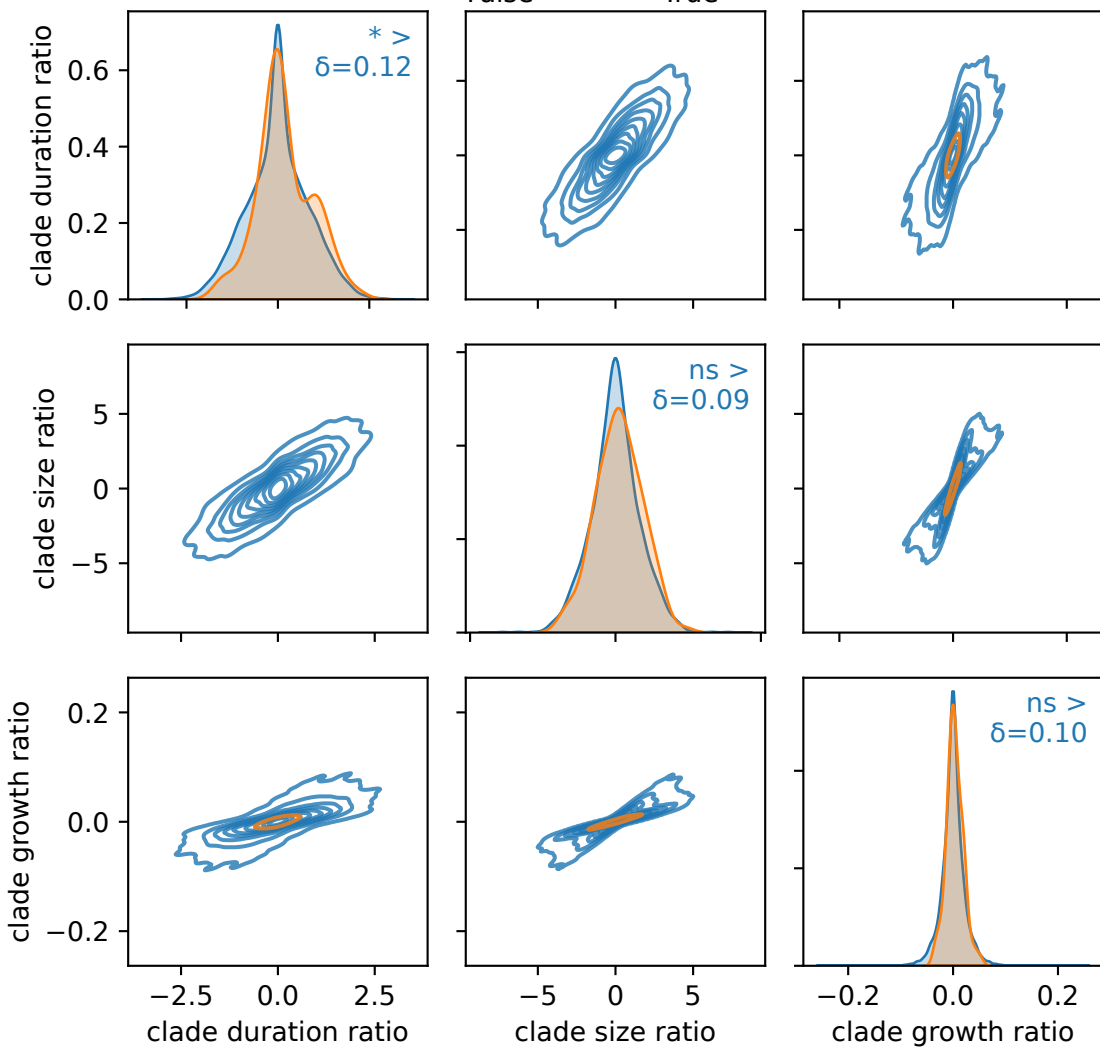 clade duration ratio
0.6
0.4
0.2
0.0
* >
δ=0.12
clade size ratio
5
0
−5
ns >
δ=0.09
clade growth ratio
0.2
0.0
−0.2
ns >
δ=0.10
−2.5 0.0 2.5
−5 0 5
−0.2 0.0 0.2
clade duration ratio
clade size ratio
clade growth ratio